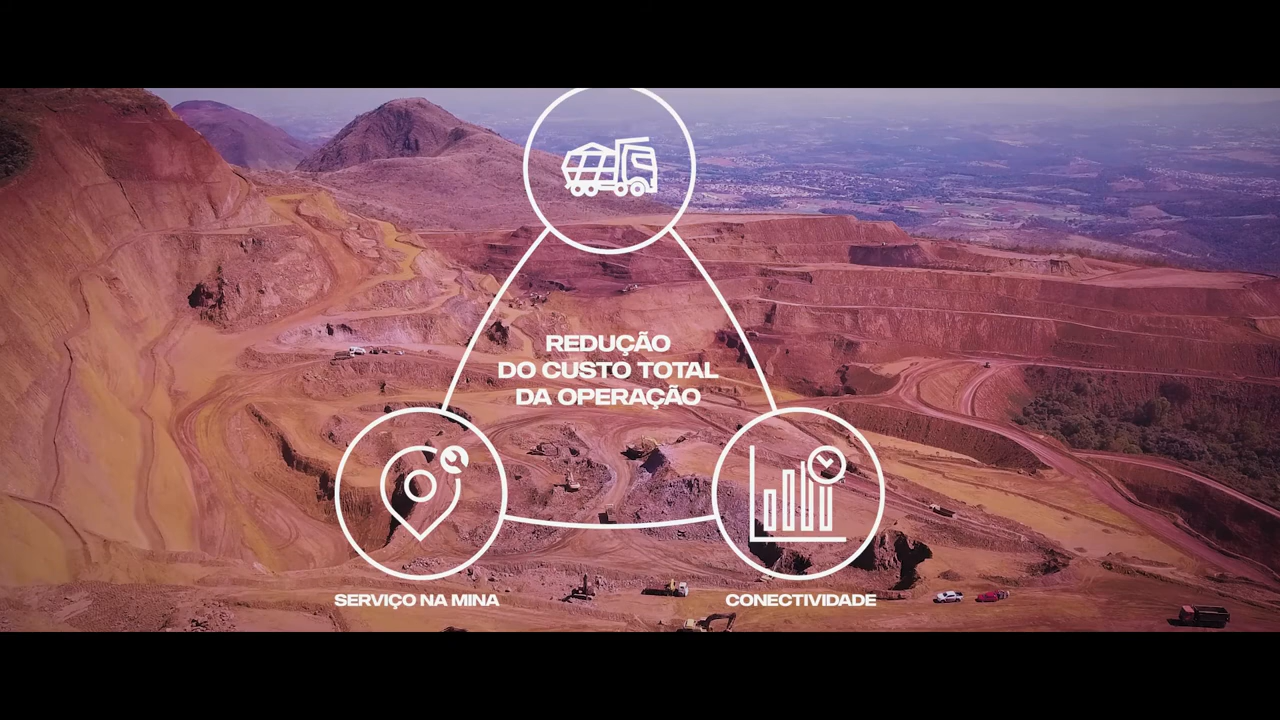 REDUÇÃO
DO CUSTO TOTAL
DA OPERAÇÃO
SERVIÇO NA MINA
CONECTIVIDADE